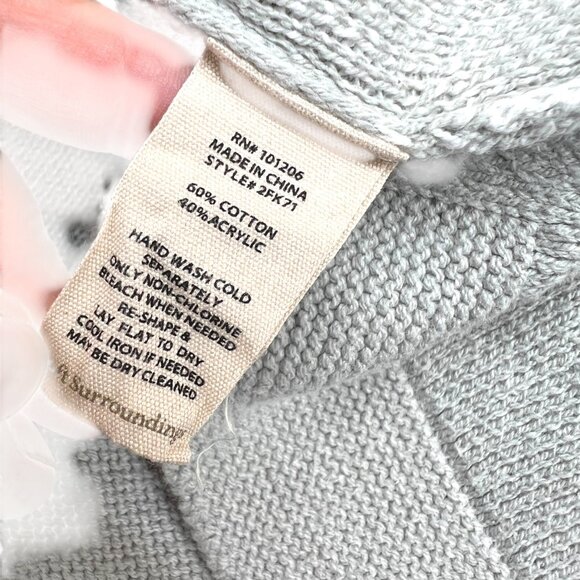 RN# 101206
MADE IN CHINA
STYLE# 2FK71
60% COTTON
40% ACRYLIC
HAND WASH COLD
SEPARATELY
ONLY NON-CHLORINE
BLEACH WHEN NEEDED
RE-SHAPE &
LAY FLAT TO DRY
COOL IRON IF NEEDED
MAY BE DRY CLEANED
Surroundings